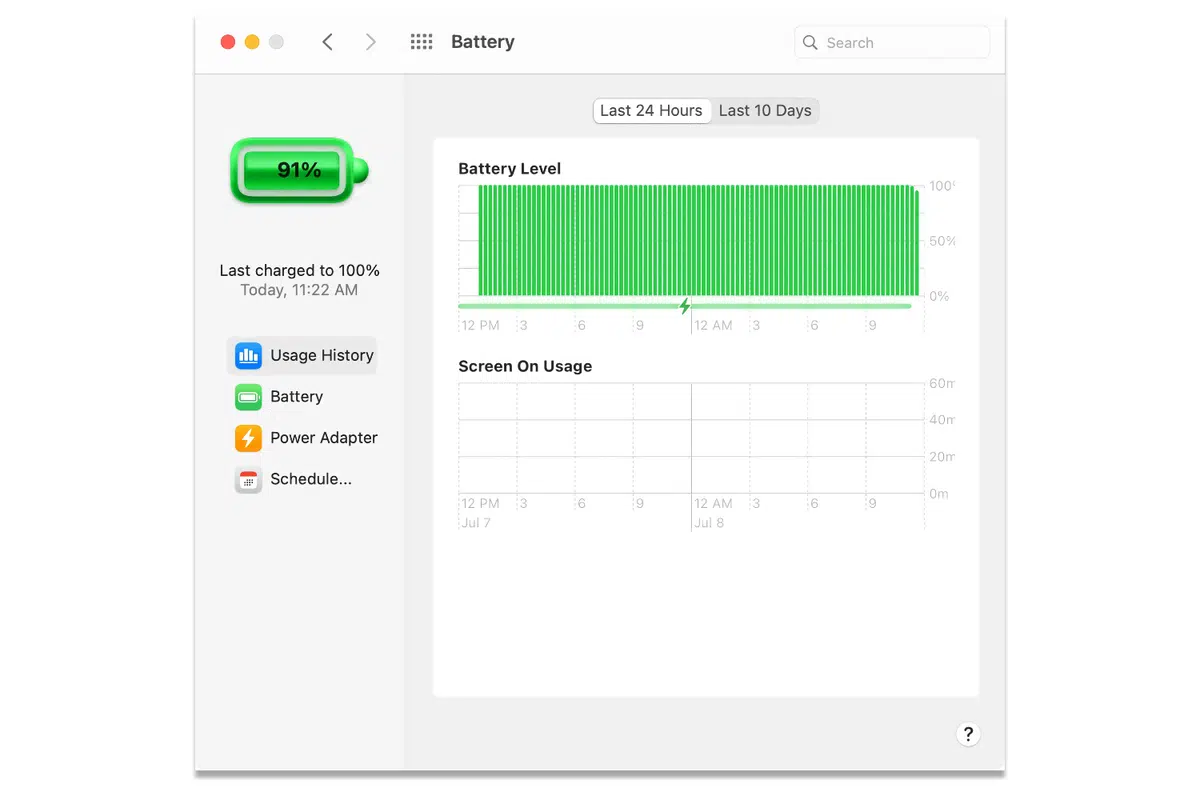 Battery
Search
91%
Last charged to 100%
Today, 11:22 AM
Usage History
Battery
Power Adapter
Schedule...
Last 24 Hours Last 10 Days
Battery Level
100%
50%
0%
12 PM 3 6 9 12 AM 3 6 9
Screen On Usage
60m
40m
20m
0m
12 PM 3 6 9 12 AM 3 6 9
Jul 7 Jul 8
?